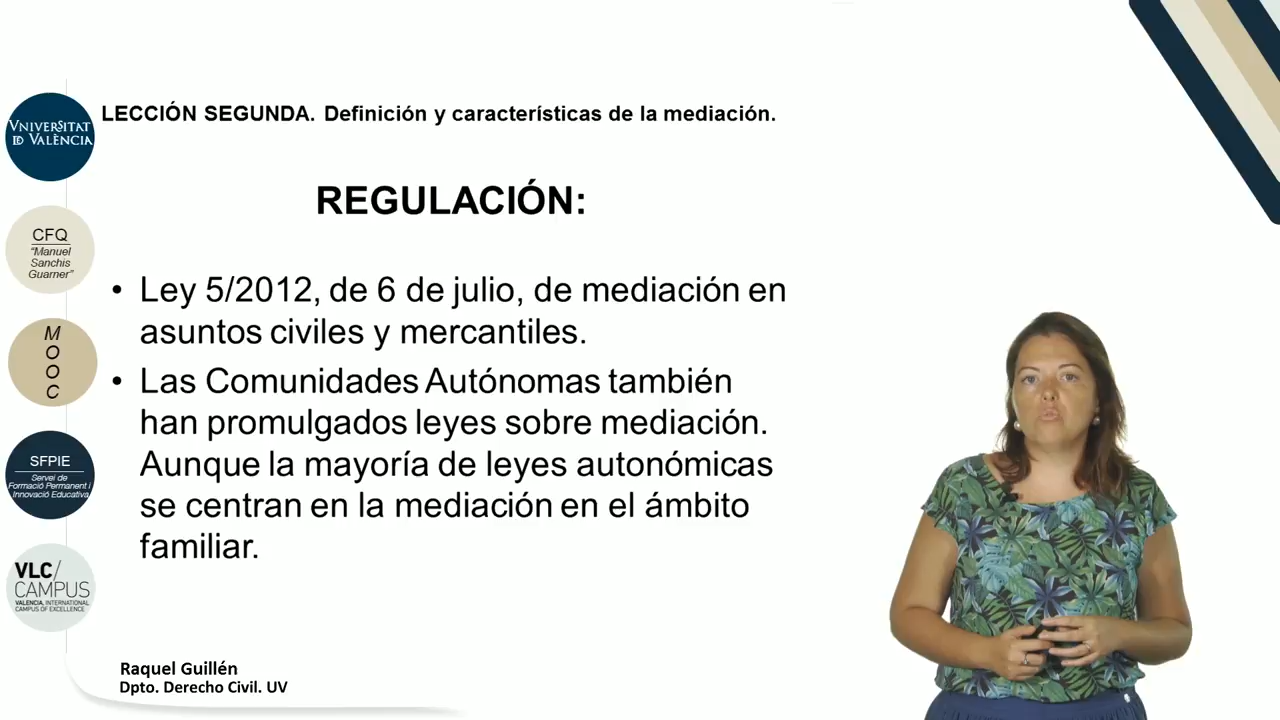 LECCIÓN SEGUNDA. Definición y características de la mediación.
VNIVERSITAT
DE VALÈNCIA
REGULACIÓN:
CFQ
"Manuel
Sanchis
Guarner"
• Ley 5/2012, de 6 de julio, de mediación en
asuntos civiles y mercantiles.
M
O
O
C
• Las Comunidades Autónomas también
han promulgados leyes sobre mediación.
Aunque la mayoría de leyes autonómicas
se centran en la mediación en el ámbito
familiar.
SFPIE
Servei de
Formació Permanent i
Innovació Educativa
VLC/
CAMPUS
VALENCIA, INTERNATIONAL
CAMPUS OF EXCELLENCE
Raquel Guillén
Dpto. Derecho Civil. UV